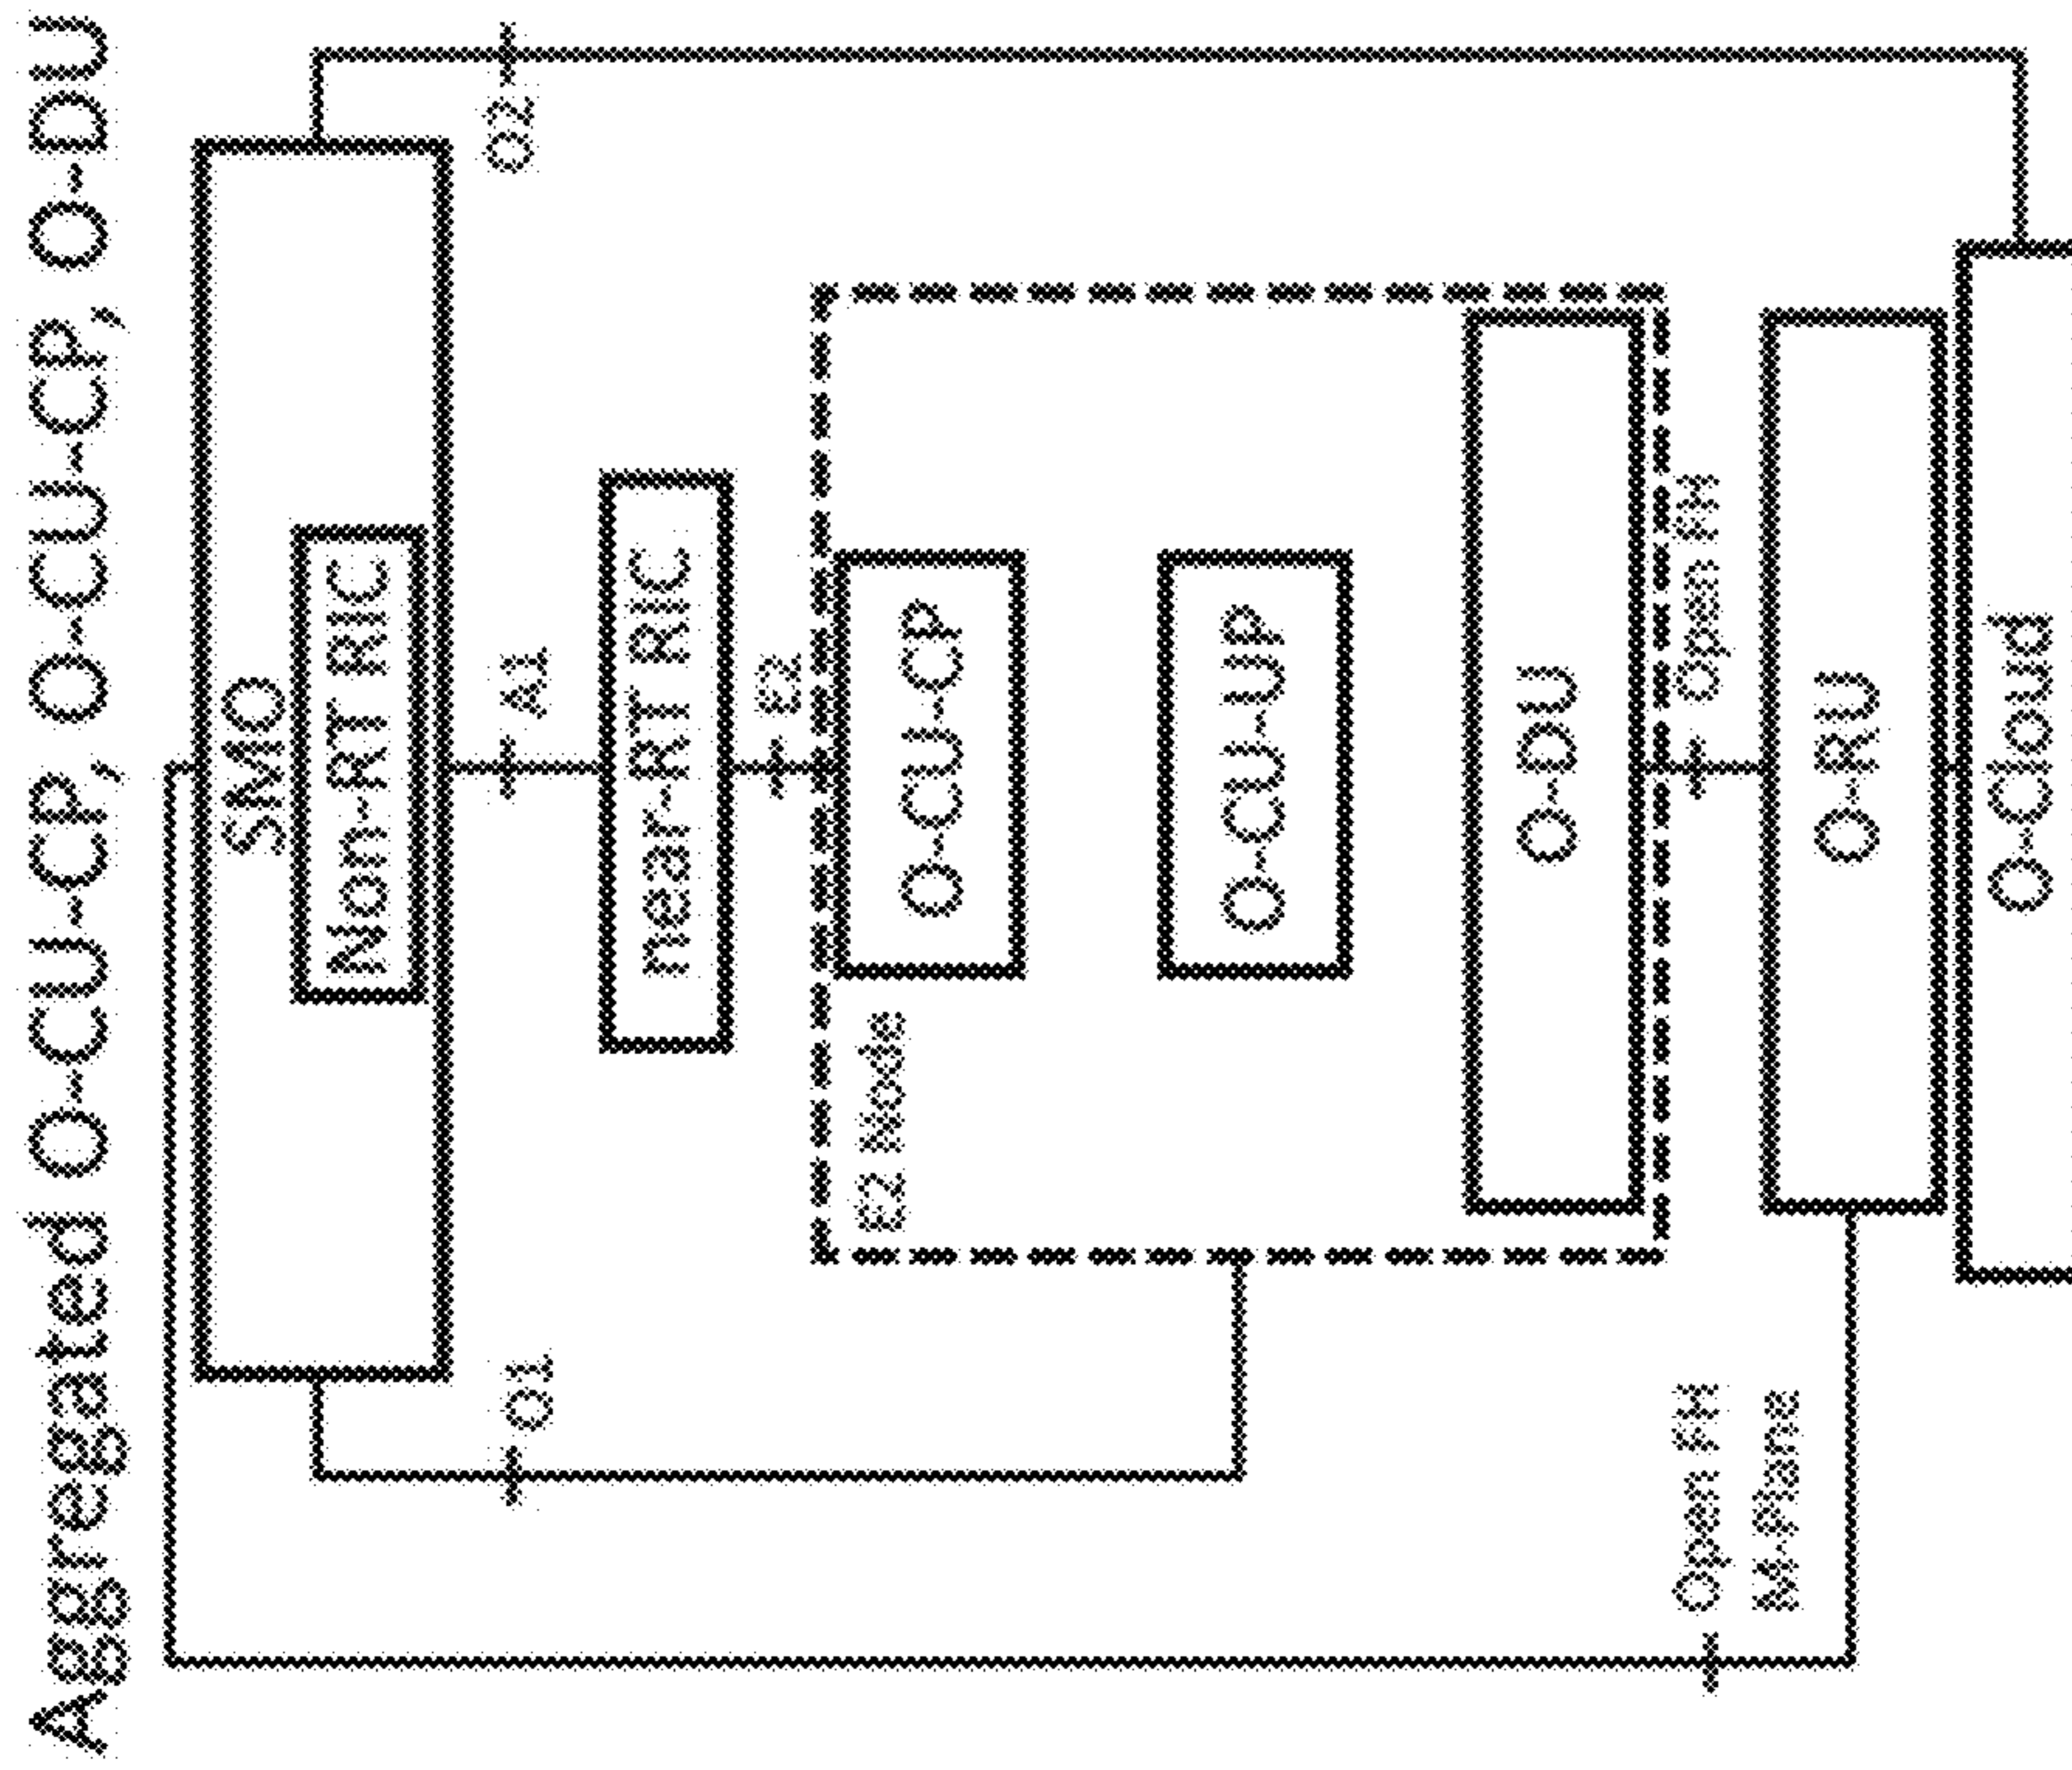 Aggregated O-CU-CP, O-CU-CP, O-DU
SMO
Non-RT RIC
O1
A1
O2
near-RT RIC
E2
E2 Node
O-CU-CP
O-CU-UP
O-DU
Open FH
M-Plane
Open FH
O-RU
O-Cloud